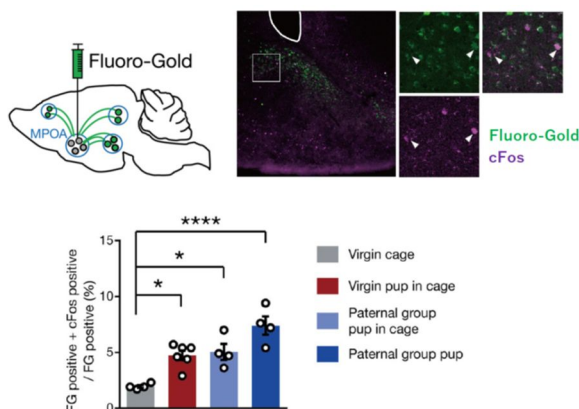 Fluoro-Gold
MPOA
Fluoro-Gold
cFos
****
*
*
FG positive + cFos positive
/ FG positive (%)
15
10
5
0
Virgin cage
Virgin pup in cage
Paternal group
pup in cage
Paternal group pup